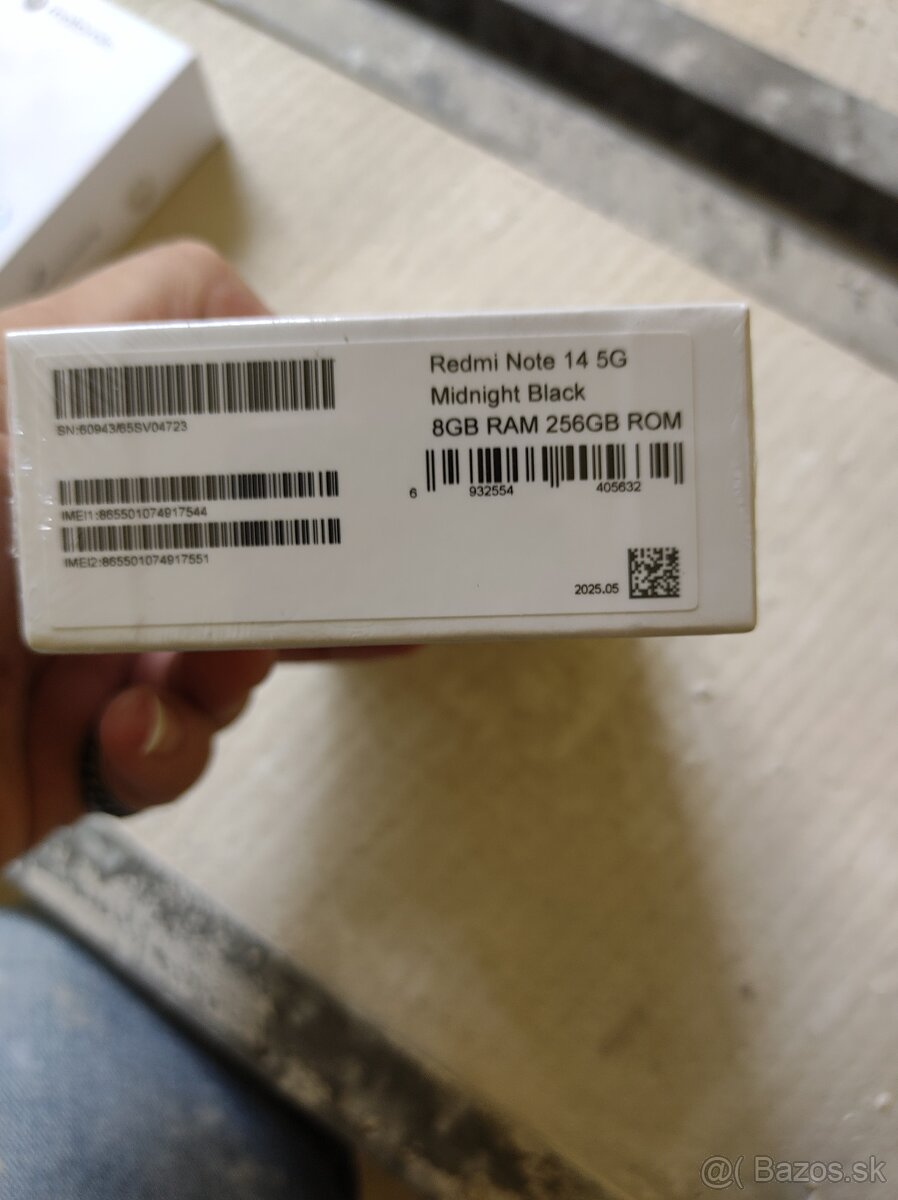 Redmi Note 14 5G
Midnight Black
8GB RAM 256GB ROM
SN:60943/65SV04723
IMEI1:865501074917544
IMEI2:865501074917551
6 932554 405632
2025.05
@( Bazos.sk